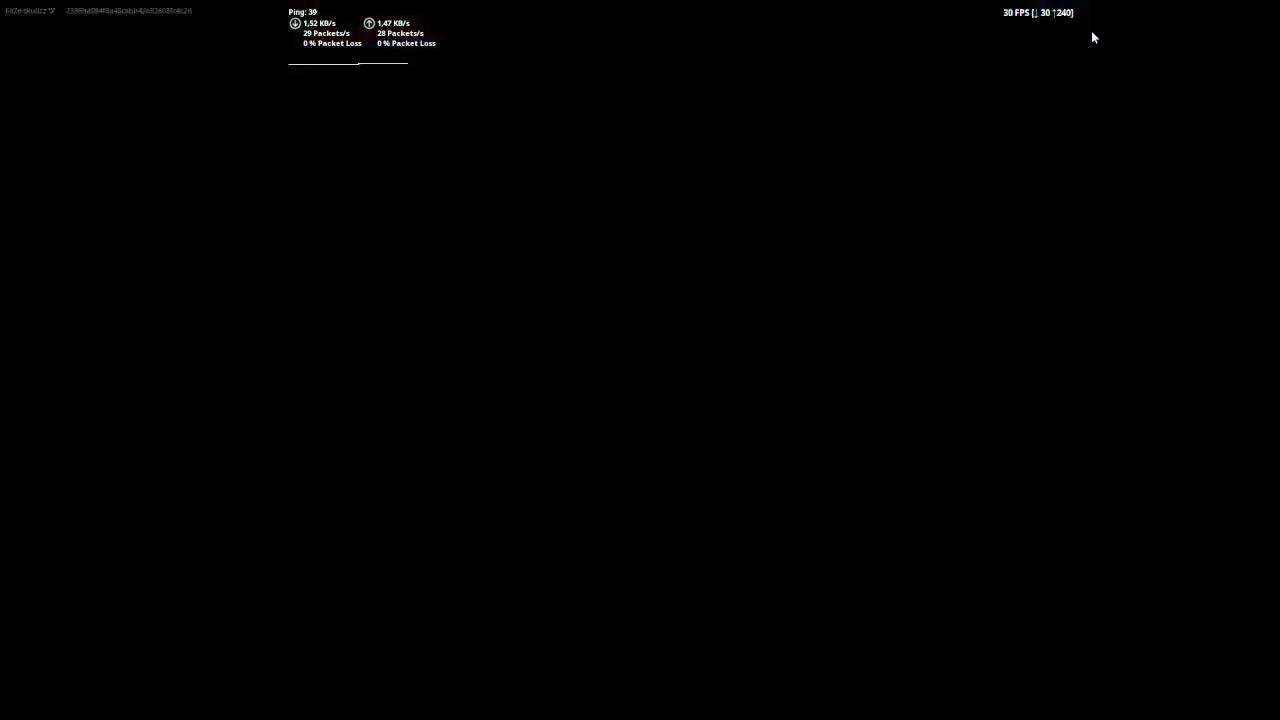 Ping: 39
1,52 KB/s 1,47 KB/s
29 Packets/s 28 Packets/s
0 % Packet Loss 0 % Packet Loss
30 FPS [↓ 30 ↑240]